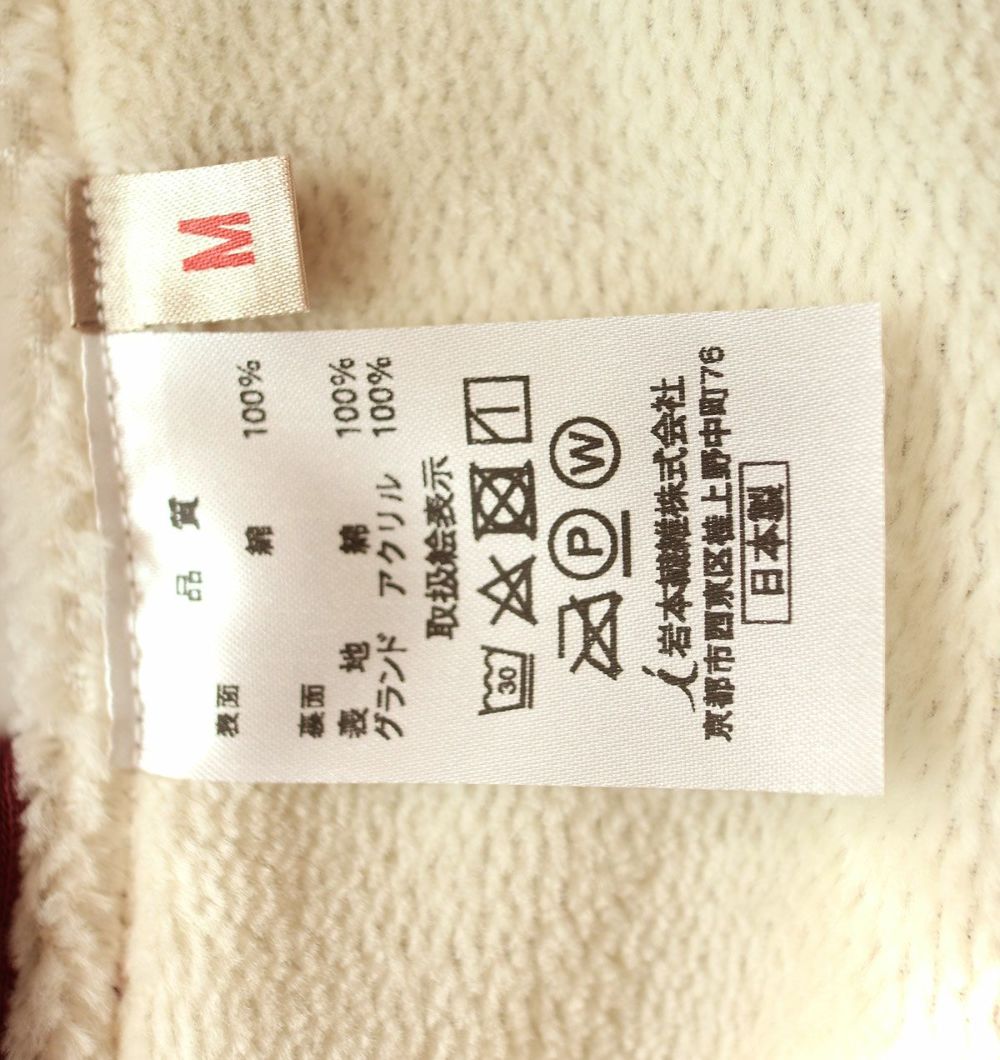 M
品 質
表面
綿 100%
裏面
裏 地 綿 100%
グランド アクリル 100%
取扱絵表示
30
P W
岩本繊維株式会社
京都市西京区桂上野中町76
日本製